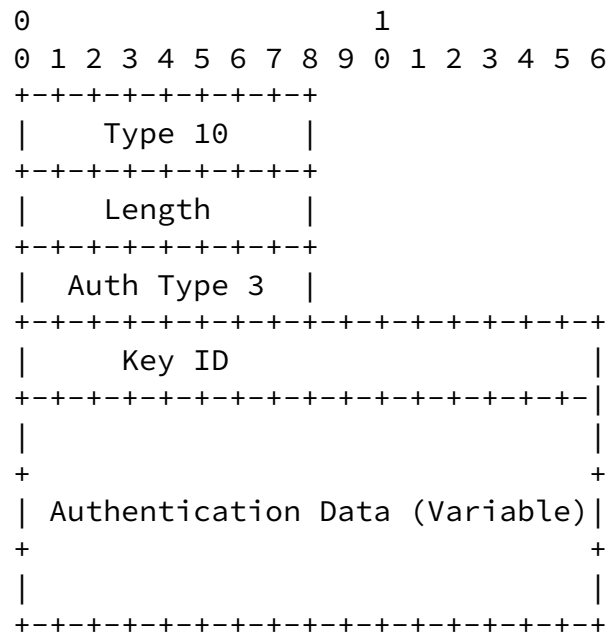 0                   1
0 1 2 3 4 5 6 7 8 9 0 1 2 3 4 5 6
+-+-+-+-+-+-+-+-+
|    Type 10    |
+-+-+-+-+-+-+-+-+
|    Length     |
+-+-+-+-+-+-+-+-+
|  Auth Type 3  |
+-+-+-+-+-+-+-+-+-+-+-+-+-+-+-+-+
|     Key ID                    |
+-+-+-+-+-+-+-+-+-+-+-+-+-+-+-+-|
|                               |
+                               +
| Authentication Data (Variable)|
+                               +
|                               |
+-+-+-+-+-+-+-+-+-+-+-+-+-+-+-+-+